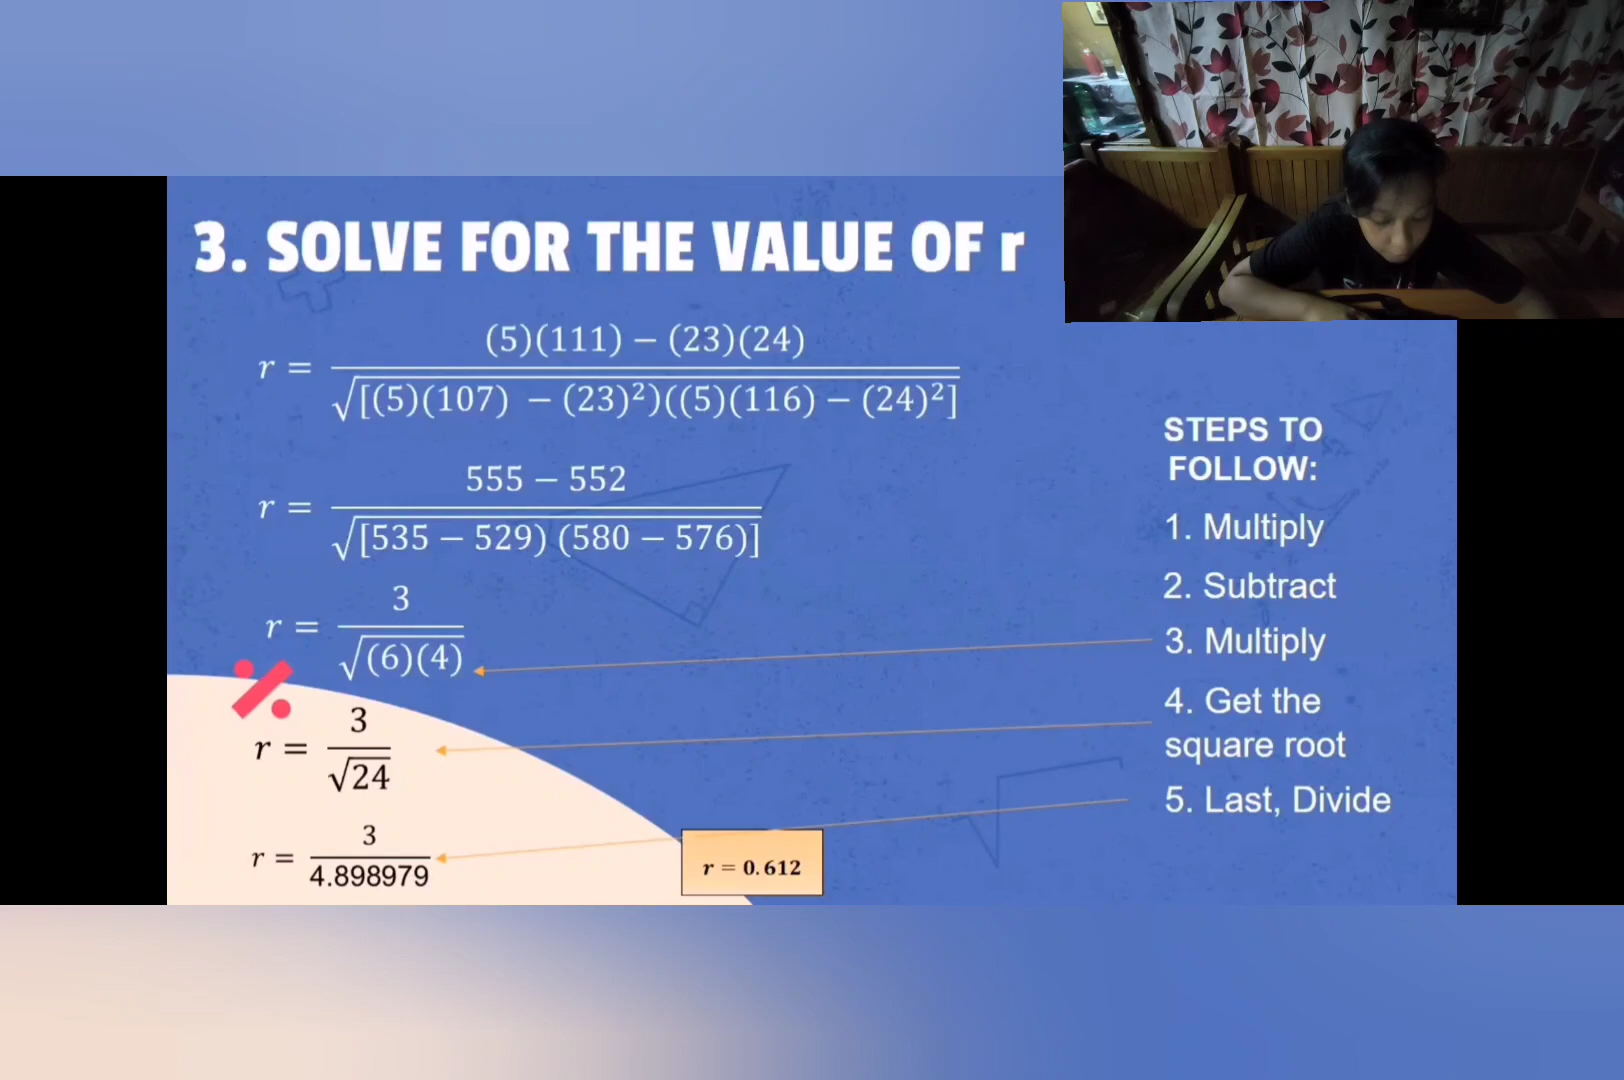 3. SOLVE FOR THE VALUE OF r
r = (5)(111) − (23)(24) / √[(5)(107) − (23)²)((5)(116) − (24)²]
r = 555 − 552 / √[535 − 529) (580 − 576)]
r = 3 / √(6)(4)
r = 3 / √24
r = 3 / 4.898979
r = 0.612
STEPS TO
FOLLOW:
1. Multiply
2. Subtract
3. Multiply
4. Get the
square root
5. Last, Divide